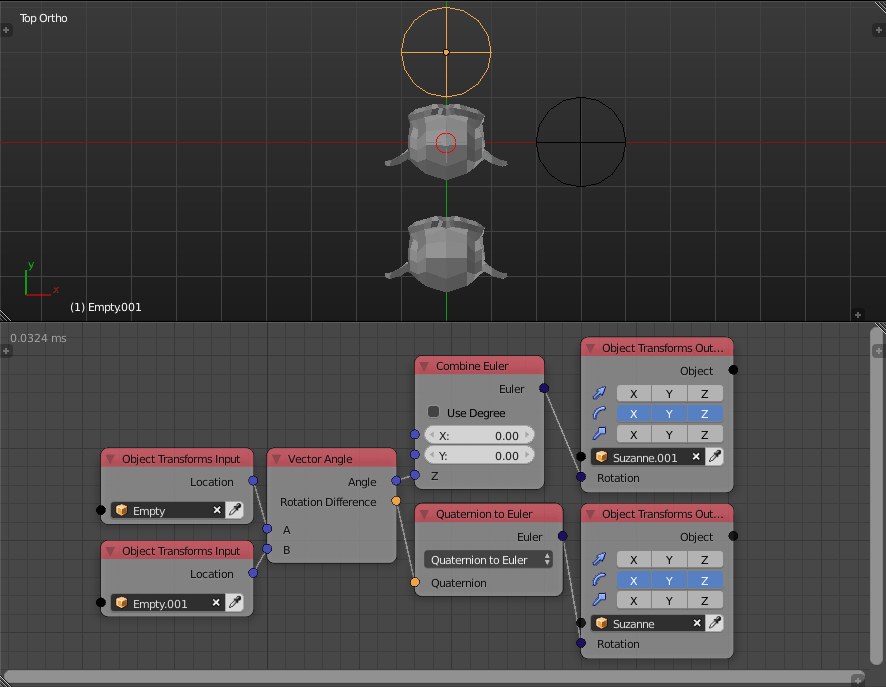 Top Ortho
y
x
(1) Empty.001
0.0324 ms
Object Transforms Input
Location
Empty
Object Transforms Input
Location
Empty.001
Vector Angle
Angle
Rotation Difference
A
B
Combine Euler
Euler
Use Degree
X: 0.00
Y: 0.00
Z
Quaternion to Euler
Euler
Quaternion to Euler
Quaternion
Object Transforms Out...
Object
X Y Z
X Y Z
X Y Z
Suzanne.001
Rotation
Object Transforms Out...
Object
X Y Z
X Y Z
X Y Z
Suzanne
Rotation